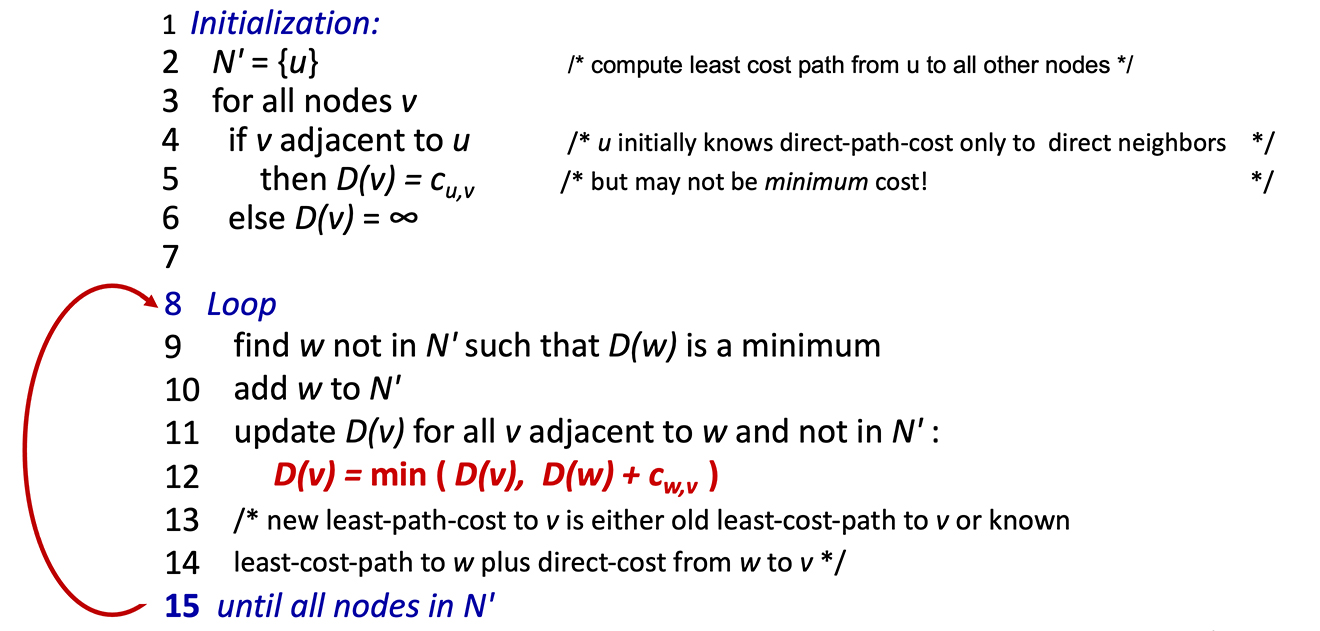 1 Initialization:
2 N' = {u} /* compute least cost path from u to all other nodes */
3 for all nodes v
4 if v adjacent to u /* u initially knows direct-path-cost only to direct neighbors */
5 then D(v) = cu,v /* but may not be minimum cost! */
6 else D(v) = ∞
7
8 Loop
9 find w not in N' such that D(w) is a minimum
10 add w to N'
11 update D(v) for all v adjacent to w and not in N' :
12 D(v) = min ( D(v), D(w) + cw,v )
13 /* new least-path-cost to v is either old least-cost-path to v or known
14 least-cost-path to w plus direct-cost from w to v */
15 until all nodes in N'